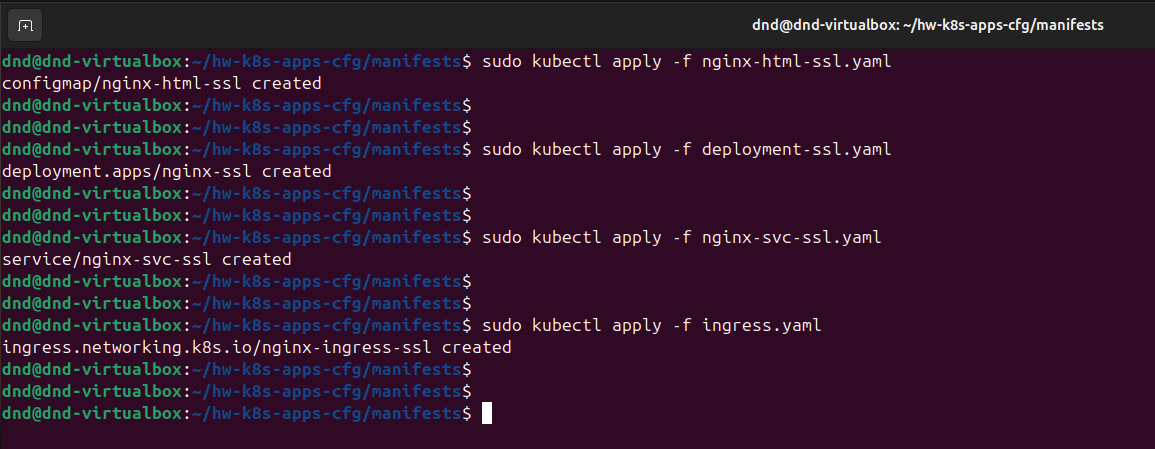 dnd@dnd-virtualbox: ~/hw-k8s-apps-cfg/manifests
dnd@dnd-virtualbox:~/hw-k8s-apps-cfg/manifests$ sudo kubectl apply -f nginx-html-ssl.yaml
configmap/nginx-html-ssl created
dnd@dnd-virtualbox:~/hw-k8s-apps-cfg/manifests$
dnd@dnd-virtualbox:~/hw-k8s-apps-cfg/manifests$
dnd@dnd-virtualbox:~/hw-k8s-apps-cfg/manifests$ sudo kubectl apply -f deployment-ssl.yaml
deployment.apps/nginx-ssl created
dnd@dnd-virtualbox:~/hw-k8s-apps-cfg/manifests$
dnd@dnd-virtualbox:~/hw-k8s-apps-cfg/manifests$
dnd@dnd-virtualbox:~/hw-k8s-apps-cfg/manifests$ sudo kubectl apply -f nginx-svc-ssl.yaml
service/nginx-svc-ssl created
dnd@dnd-virtualbox:~/hw-k8s-apps-cfg/manifests$
dnd@dnd-virtualbox:~/hw-k8s-apps-cfg/manifests$
dnd@dnd-virtualbox:~/hw-k8s-apps-cfg/manifests$ sudo kubectl apply -f ingress.yaml
ingress.networking.k8s.io/nginx-ingress-ssl created
dnd@dnd-virtualbox:~/hw-k8s-apps-cfg/manifests$
dnd@dnd-virtualbox:~/hw-k8s-apps-cfg/manifests$
dnd@dnd-virtualbox:~/hw-k8s-apps-cfg/manifests$